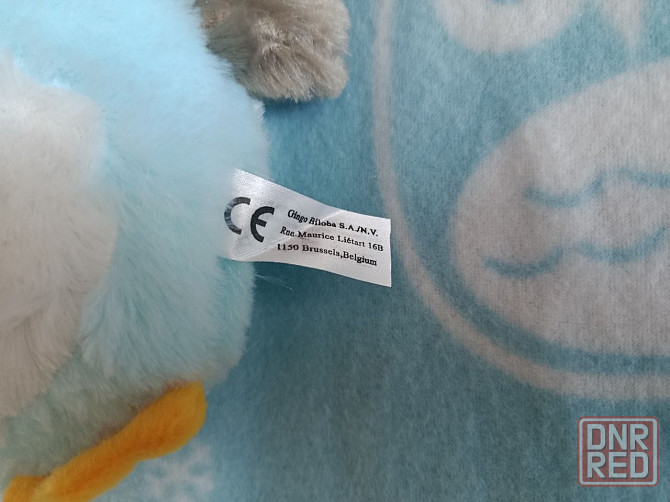 CE
Gingo Biloba S.A./N.V.
Rue Maurice Liétart 16B
1150 Brussels,Belgium
DNR
RED